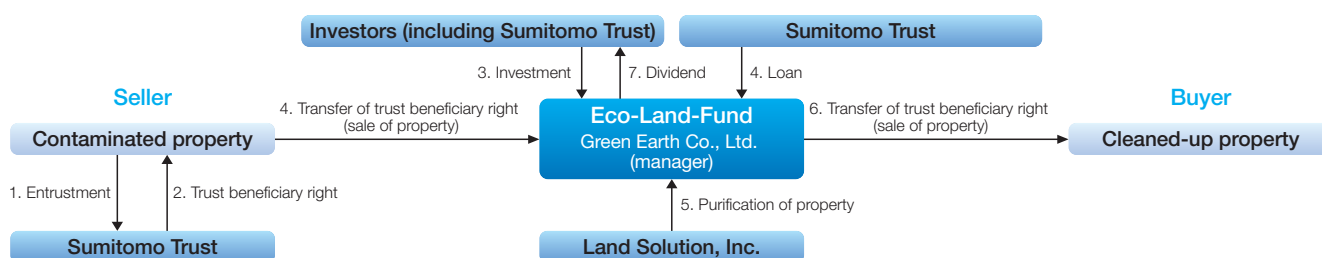 Investors (including Sumitomo Trust)
Sumitomo Trust
3. Investment
7. Dividend
4. Loan
Seller
Buyer
4. Transfer of trust beneficiary right
(sale of property)
Eco-Land-Fund
Green Earth Co., Ltd.
(manager)
6. Transfer of trust beneficiary right
(sale of property)
Contaminated property
Cleaned-up property
1. Entrustment
2. Trust beneficiary right
5. Purification of property
Sumitomo Trust
Land Solution, Inc.